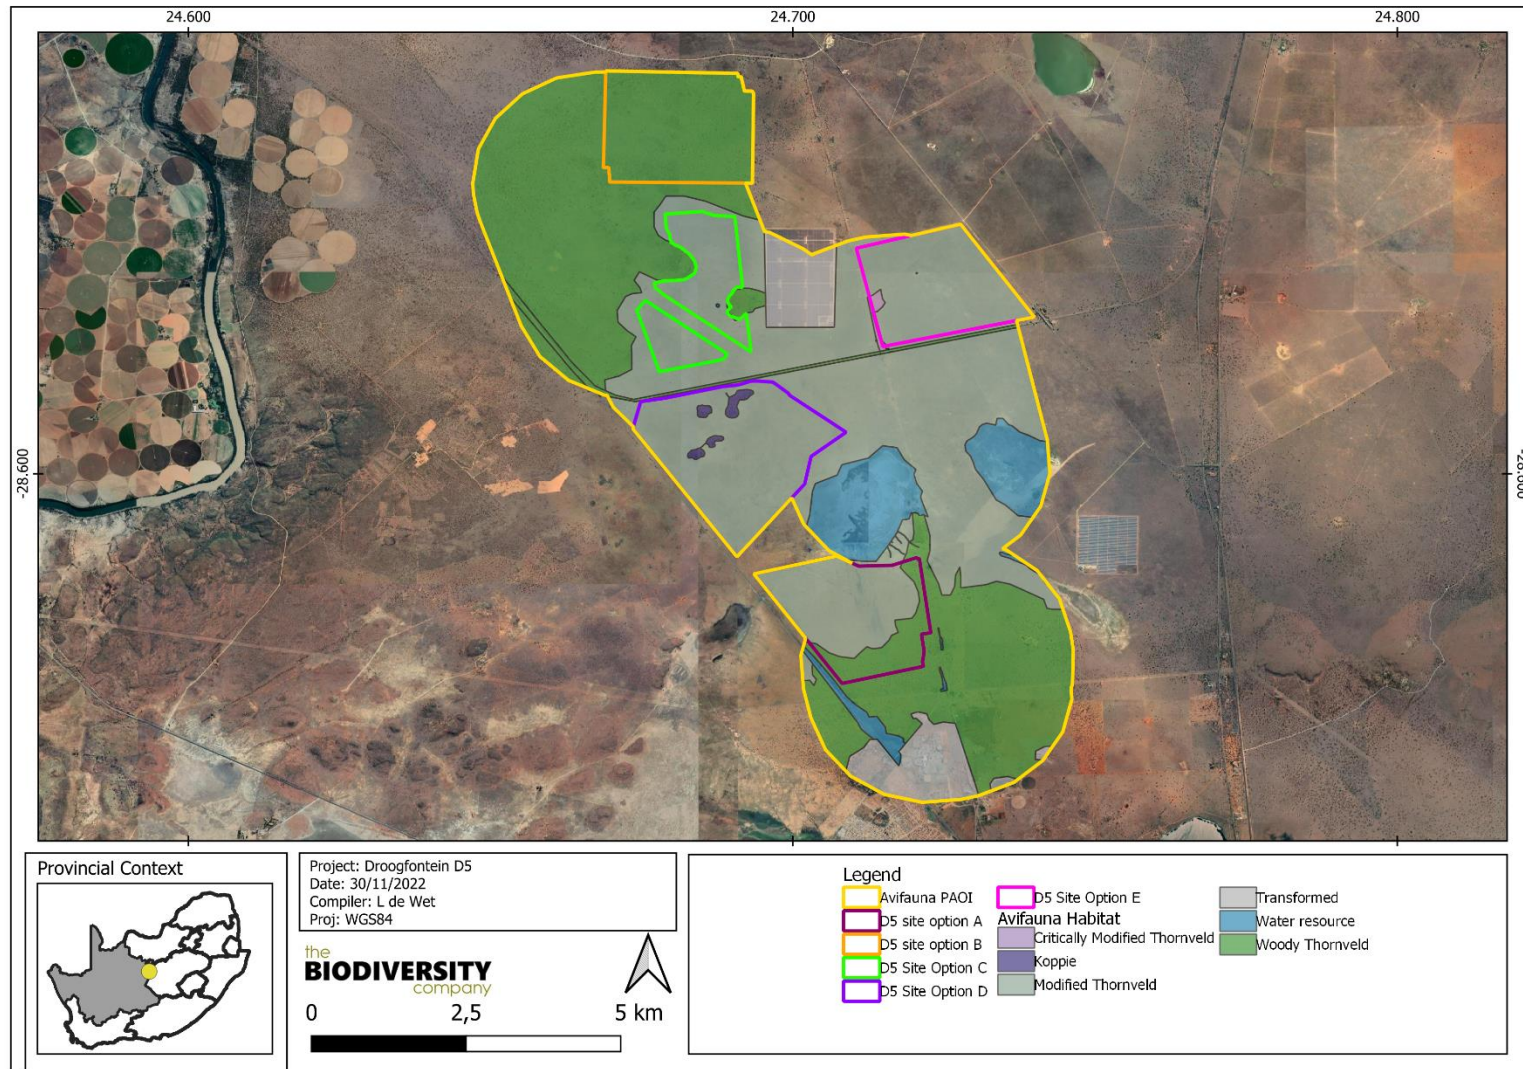 24.600
24.700
24.800
-28.600
-28.600
Provincial Context
Project: Droogfontein D5
Date: 30/11/2022
Compiler: L de Wet
Proj: WGS84
the
BIODIVERSITY
company
0
2,5
5 km
Legend
Avifauna PAOI
D5 site option A
D5 site option B
D5 Site Option C
D5 Site Option D
D5 Site Option E
Avifauna Habitat
Critically Modified Thornveld
Koppie
Modified Thornveld
Transformed
Water resource
Woody Thornveld